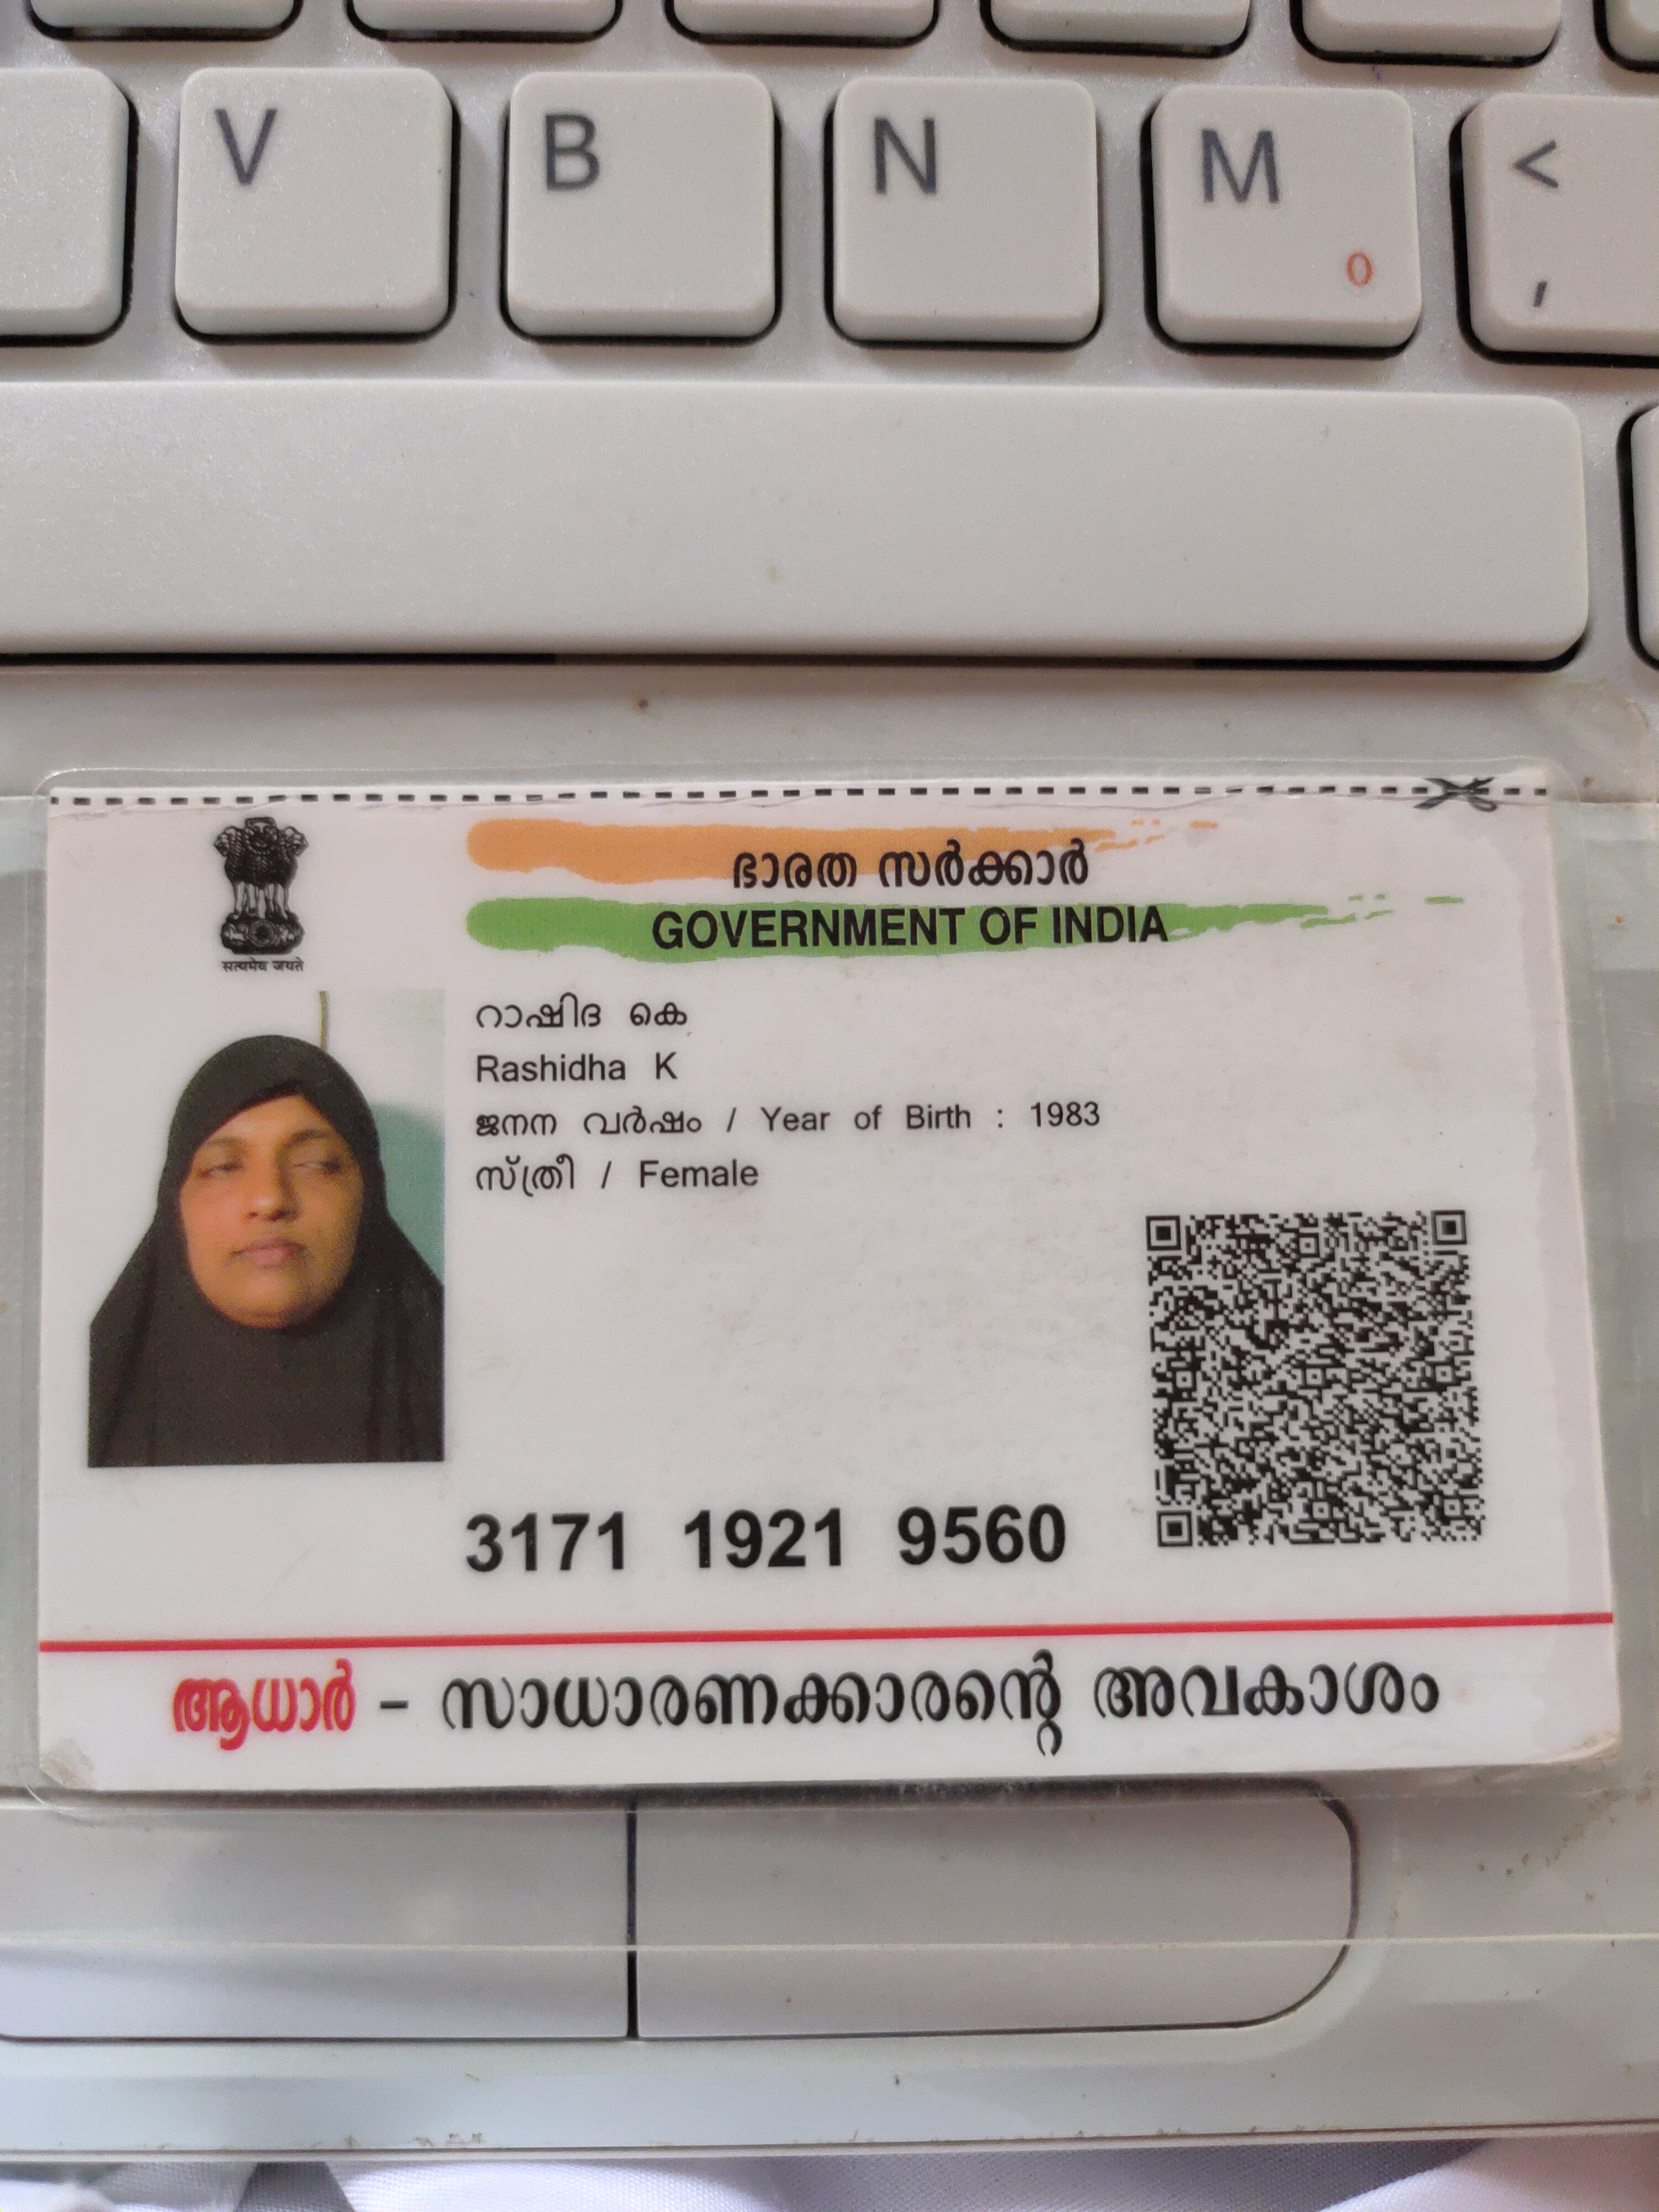 V B N M < 0 ,
ഭാരത സർക്കാർ
GOVERNMENT OF INDIA
सत्यमेव जयते
റാഷിദ കെ
Rashidha K
ജനന വർഷം / Year of Birth : 1983
സ്ത്രീ / Female
3171 1921 9560
ആധാർ - സാധാരണക്കാരന്റെ അവകാശം